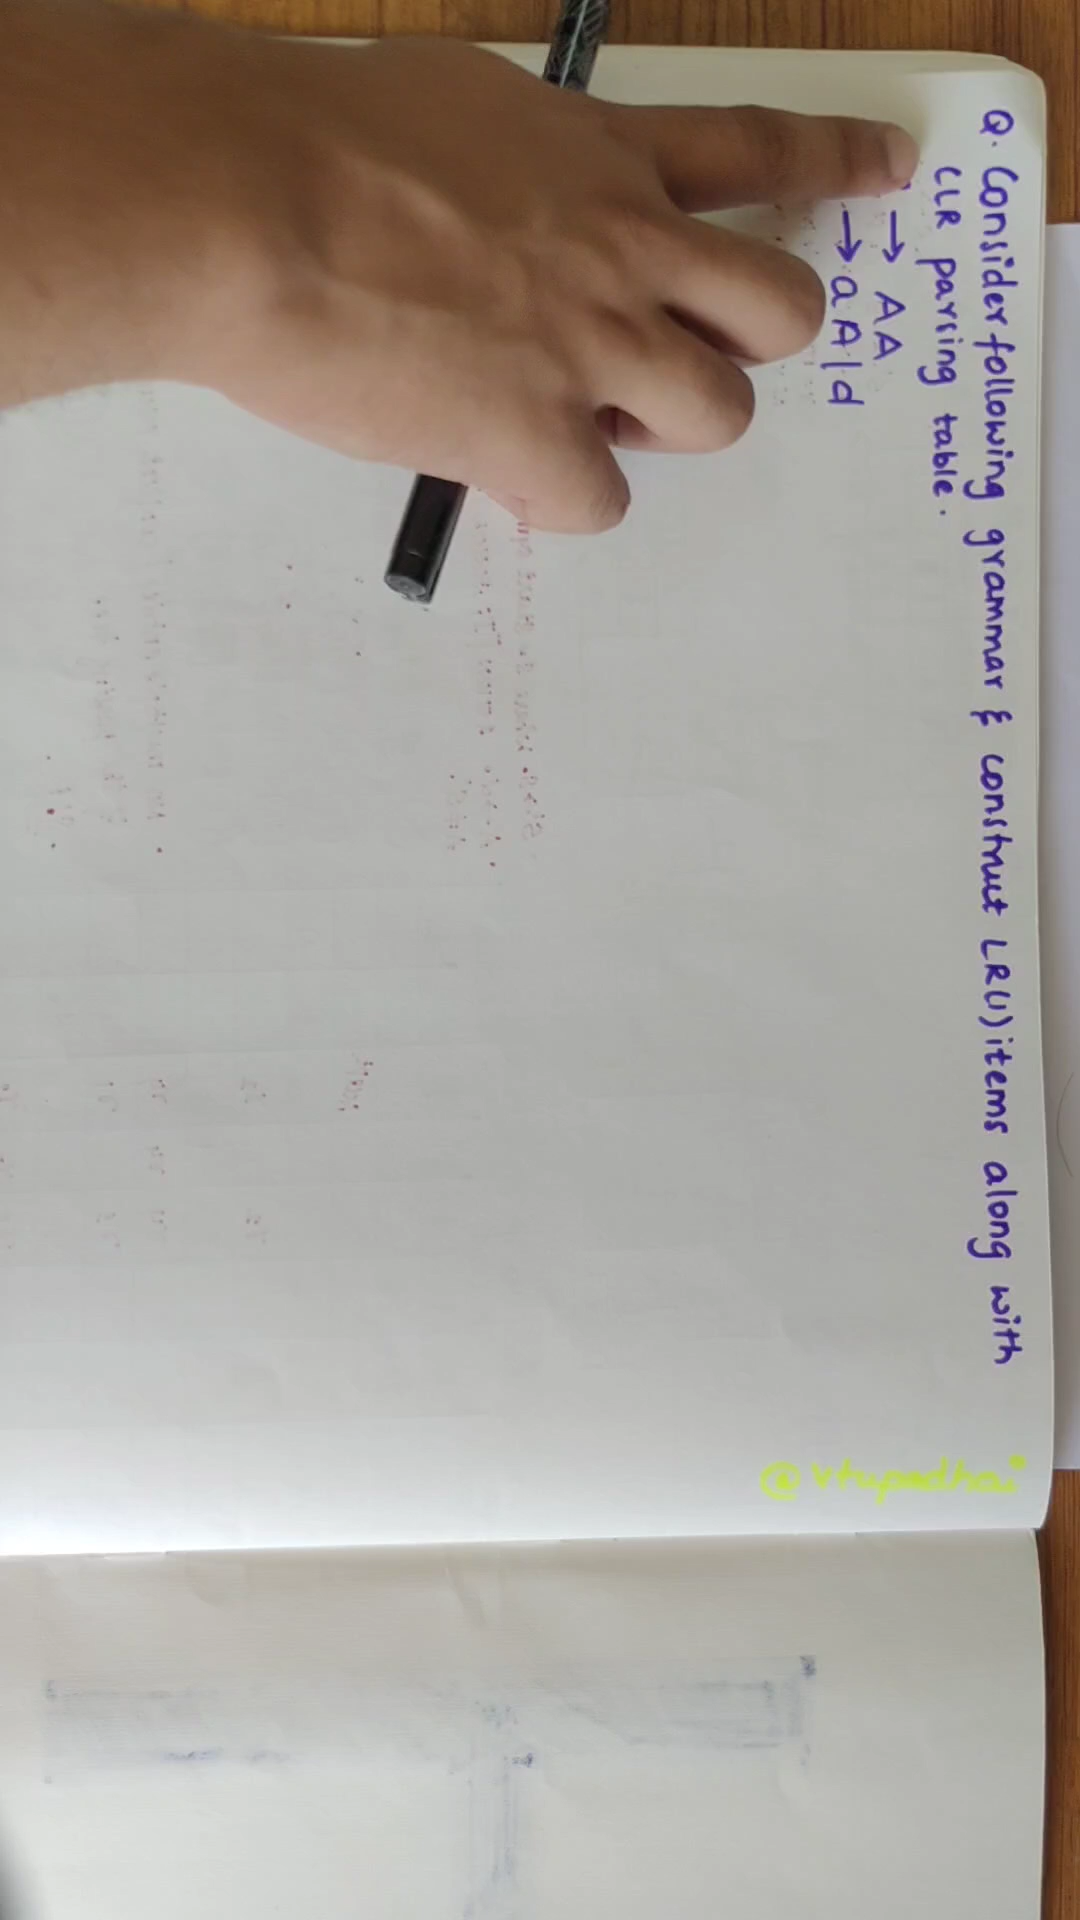 Q. Consider following grammar & construct LR(1) items along with
CLR parsing table.
→ AA
→ aA|d
@vtupadhai